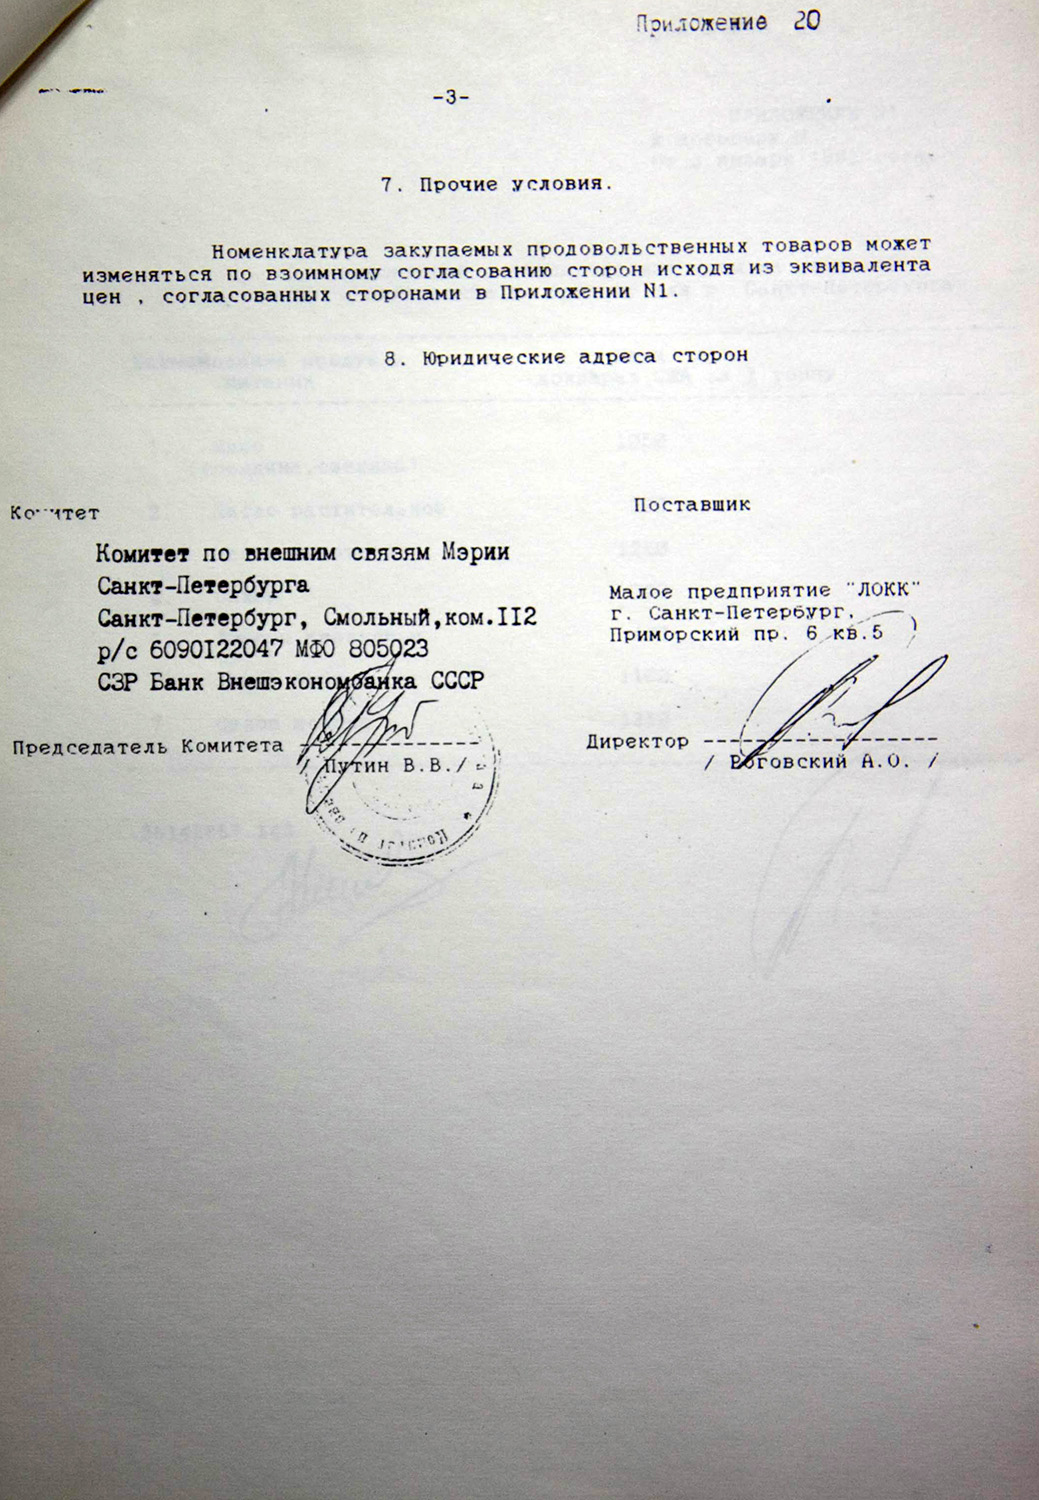 Приложение 20
-3-
7. Прочие условия.
Номенклатура закупаемых продовольственных товаров может
изменяться по взоимному согласованию сторон исходя из эквивалента
цен , согласованных сторонами в Приложении N1.
8. Юридические адреса сторон
Комитет
Поставшик
Комитет по внешним связям Мэрии
Санкт-Петербурга
Санкт-Петербург, Смольный,ком.II2
р/с 6090I22047 МФО 805023
СЗР Банк Внешэкономбанка СССР
Малое предприятие "ЛОКК"
г. Санкт-Петербург,
Приморский пр. 6 кв.5
Председатель Комитета --------------
Путин В.В./
Директор ------------------
/ Роговский А.О. /